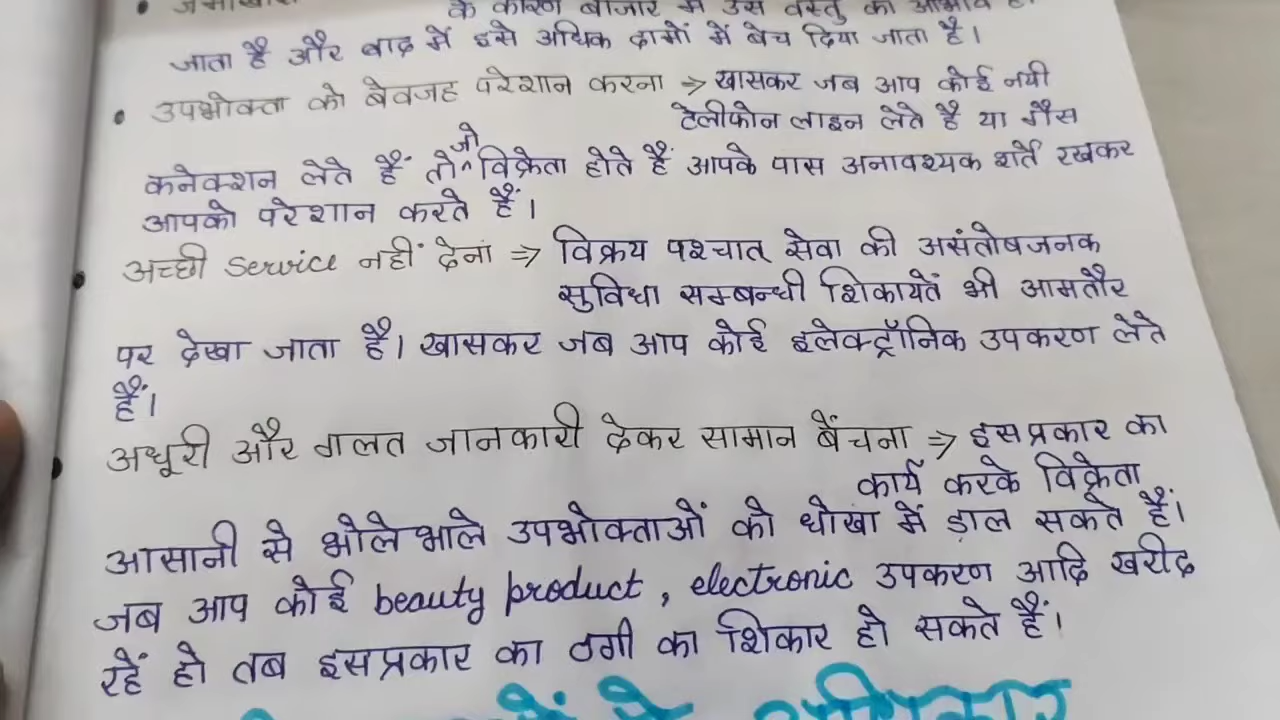 • जमाखोरी के कारण बाजार में उस वस्तु का अभाव हो
जाता है और बाद में इसे अधिक दामों में बेच दिया जाता है।
• उपभोक्ता को बेवजह परेशान करना ⇒ खासकर जब आप कोई नयी
टेलीफोन लाइन लेते है या गैस
कनेक्शन लेते हैं तो^जो विक्रेता होते हैं आपके पास अनावश्यक शर्ते रखकर
आपको परेशान करते हैं।
• अच्छी service नहीं देना ⇒ विक्रय पश्चात् सेवा की असंतोषजनक
सुविधा सम्बन्धी शिकायतें भी आमतौर
पर देखा जाता है। खासकर जब आप कोई इलेक्ट्रॉनिक उपकरण लेते
हैं।
• अधूरी और गलत जानकारी देकर सामान बेंचना ⇒ इसप्रकार का
कार्य करके विक्रेता
आसानी से भोलेभाले उपभोक्ताओं को धोखा में डाल सकते हैं।
जब आप कोई beauty product, electronic उपकरण आदि खरीद
रहें हो तब इसप्रकार का ठगी का शिकार हो सकते हैं।
अधिकार